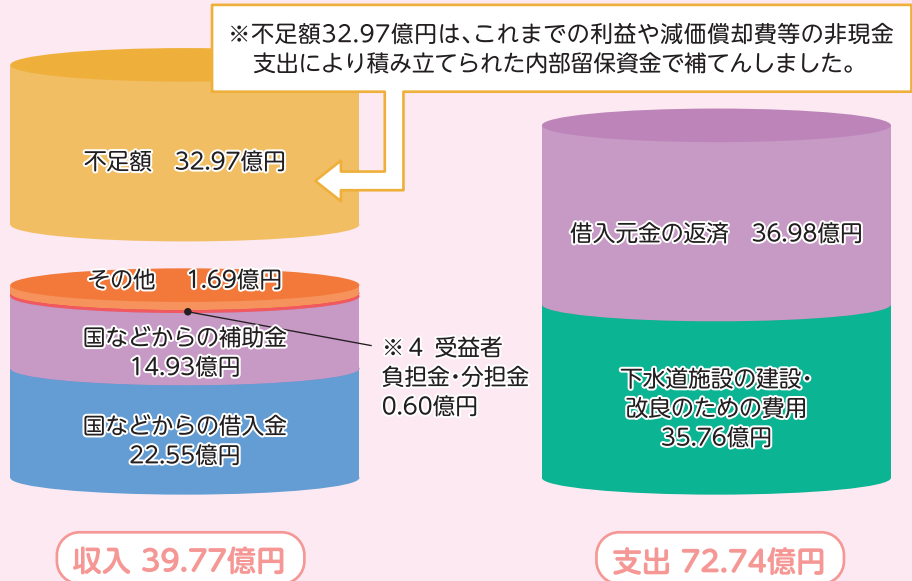 ※不足額32.97億円は、これまでの利益や減価償却費等の非現金
支出により積み立てられた内部留保資金で補てんしました。
不足額　32.97億円
その他　1.69億円
国などからの補助金
14.93億円
※4 受益者
負担金・分担金
0.60億円
国などからの借入金
22.55億円
収入 39.77億円
借入元金の返済　36.98億円
下水道施設の建設・
改良のための費用
35.76億円
支出 72.74億円